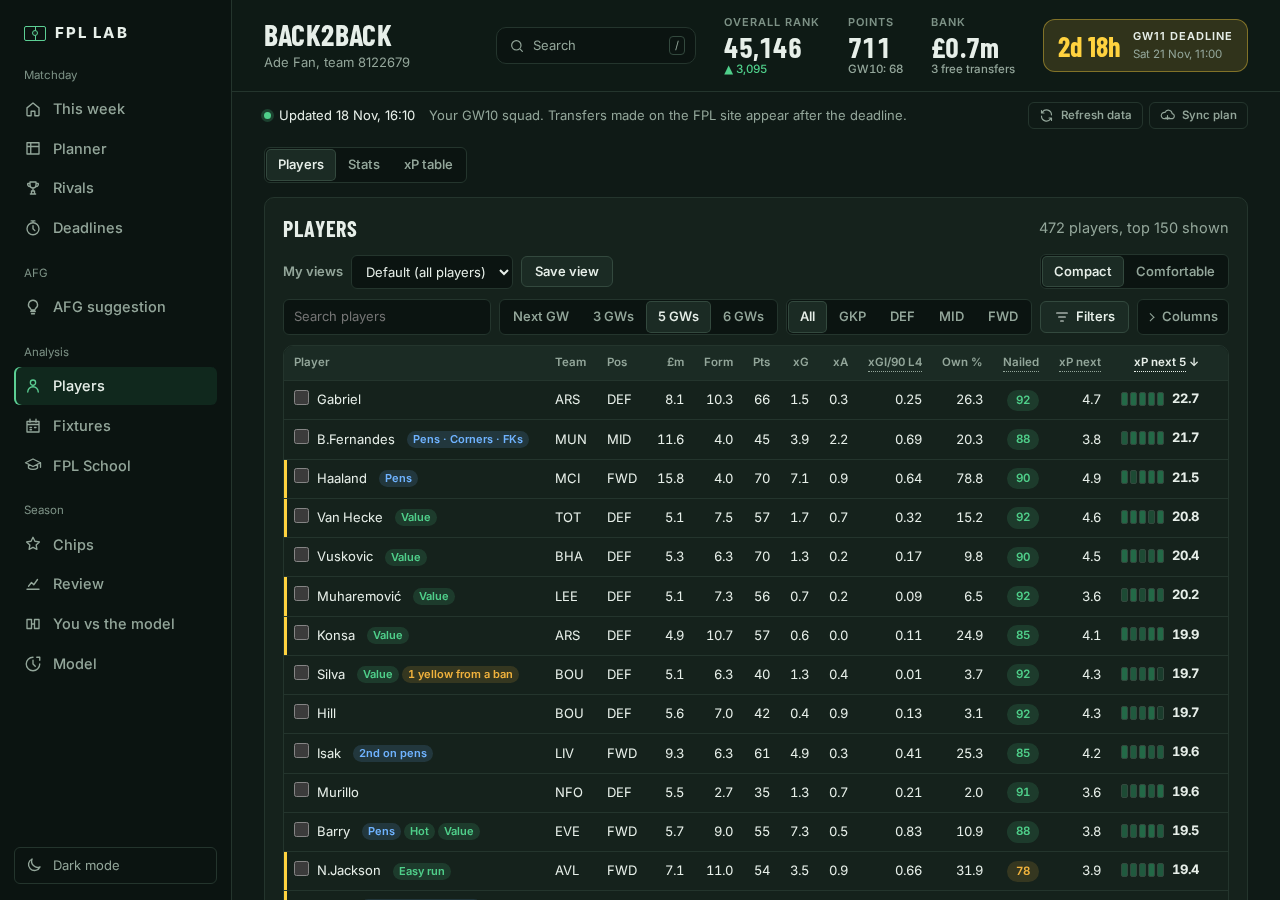 FPL LAB
Matchday
This week
Planner
Rivals
Deadlines
AFG
AFG suggestion
Analysis
Players
Fixtures
FPL School
Season
Chips
Review
You vs the model
Model
Dark mode
BACK2BACK
Ade Fan, team 8122679
Search /
OVERALL RANK
45,146
▲ 3,095
POINTS
711
GW10: 68
BANK
£0.7m
3 free transfers
2d 18h
GW11 DEADLINE
Sat 21 Nov, 11:00
Updated 18 Nov, 16:10 Your GW10 squad. Transfers made on the FPL site appear after the deadline.
Refresh data Sync plan
Players Stats xP table
PLAYERS 472 players, top 150 shown
My views Default (all players) Save view Compact Comfortable
Search players Next GW 3 GWs 5 GWs 6 GWs All GKP DEF MID FWD Filters Columns
Player Team Pos £m Form Pts xG xA xGI/90 L4 Own % Nailed xP next xP next 5 ↓
Gabriel ARS DEF 8.1 10.3 66 1.5 0.3 0.25 26.3 92 4.7 22.7
B.Fernandes Pens · Corners · FKs MUN MID 11.6 4.0 45 3.9 2.2 0.69 20.3 88 3.8 21.7
Haaland Pens MCI FWD 15.8 4.0 70 7.1 0.9 0.64 78.8 90 4.9 21.5
Van Hecke Value TOT DEF 5.1 7.5 57 1.7 0.7 0.32 15.2 92 4.6 20.8
Vuskovic Value BHA DEF 5.3 6.3 70 1.3 0.2 0.17 9.8 90 4.5 20.4
Muharemović Value LEE DEF 5.1 7.3 56 0.7 0.2 0.09 6.5 92 3.6 20.2
Konsa Value ARS DEF 4.9 10.7 57 0.6 0.0 0.11 24.9 85 4.1 19.9
Silva Value 1 yellow from a ban BOU DEF 5.1 6.3 40 1.3 0.4 0.01 3.7 92 4.3 19.7
Hill BOU DEF 5.6 7.0 42 0.4 0.9 0.13 3.1 92 4.3 19.7
Isak 2nd on pens LIV FWD 9.3 6.3 61 4.9 0.3 0.41 25.3 85 4.2 19.6
Murillo NFO DEF 5.5 2.7 35 1.3 0.7 0.21 2.0 91 3.6 19.6
Barry Pens Hot Value EVE FWD 5.7 9.0 55 7.3 0.5 0.83 10.9 88 3.8 19.5
N.Jackson Easy run AVL FWD 7.1 11.0 54 3.5 0.9 0.66 31.9 78 3.9 19.4